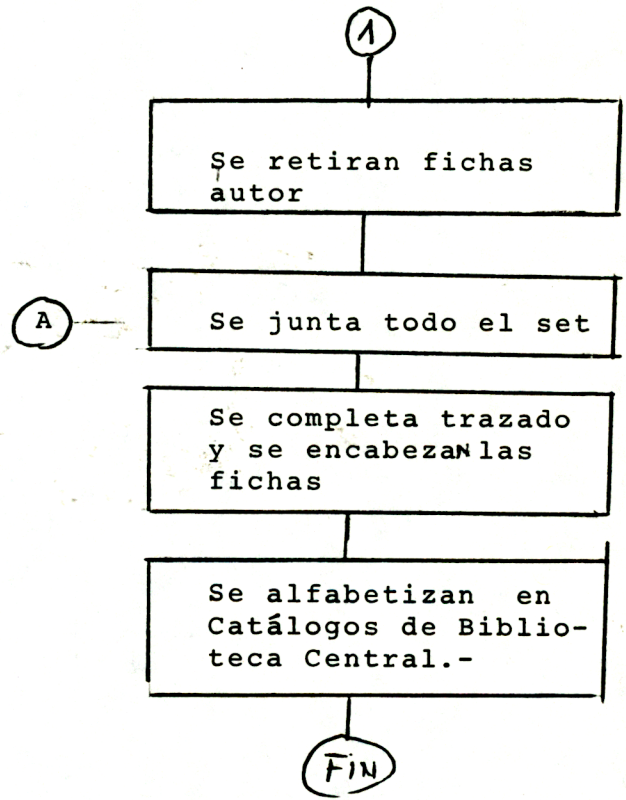 1
Se retiran fichas
autor
A
Se junta todo el set
Se completa trazado
y se encabezaN las
fichas
Se alfabetizan en
Catálogos de Biblio-
teca Central.-
FiN